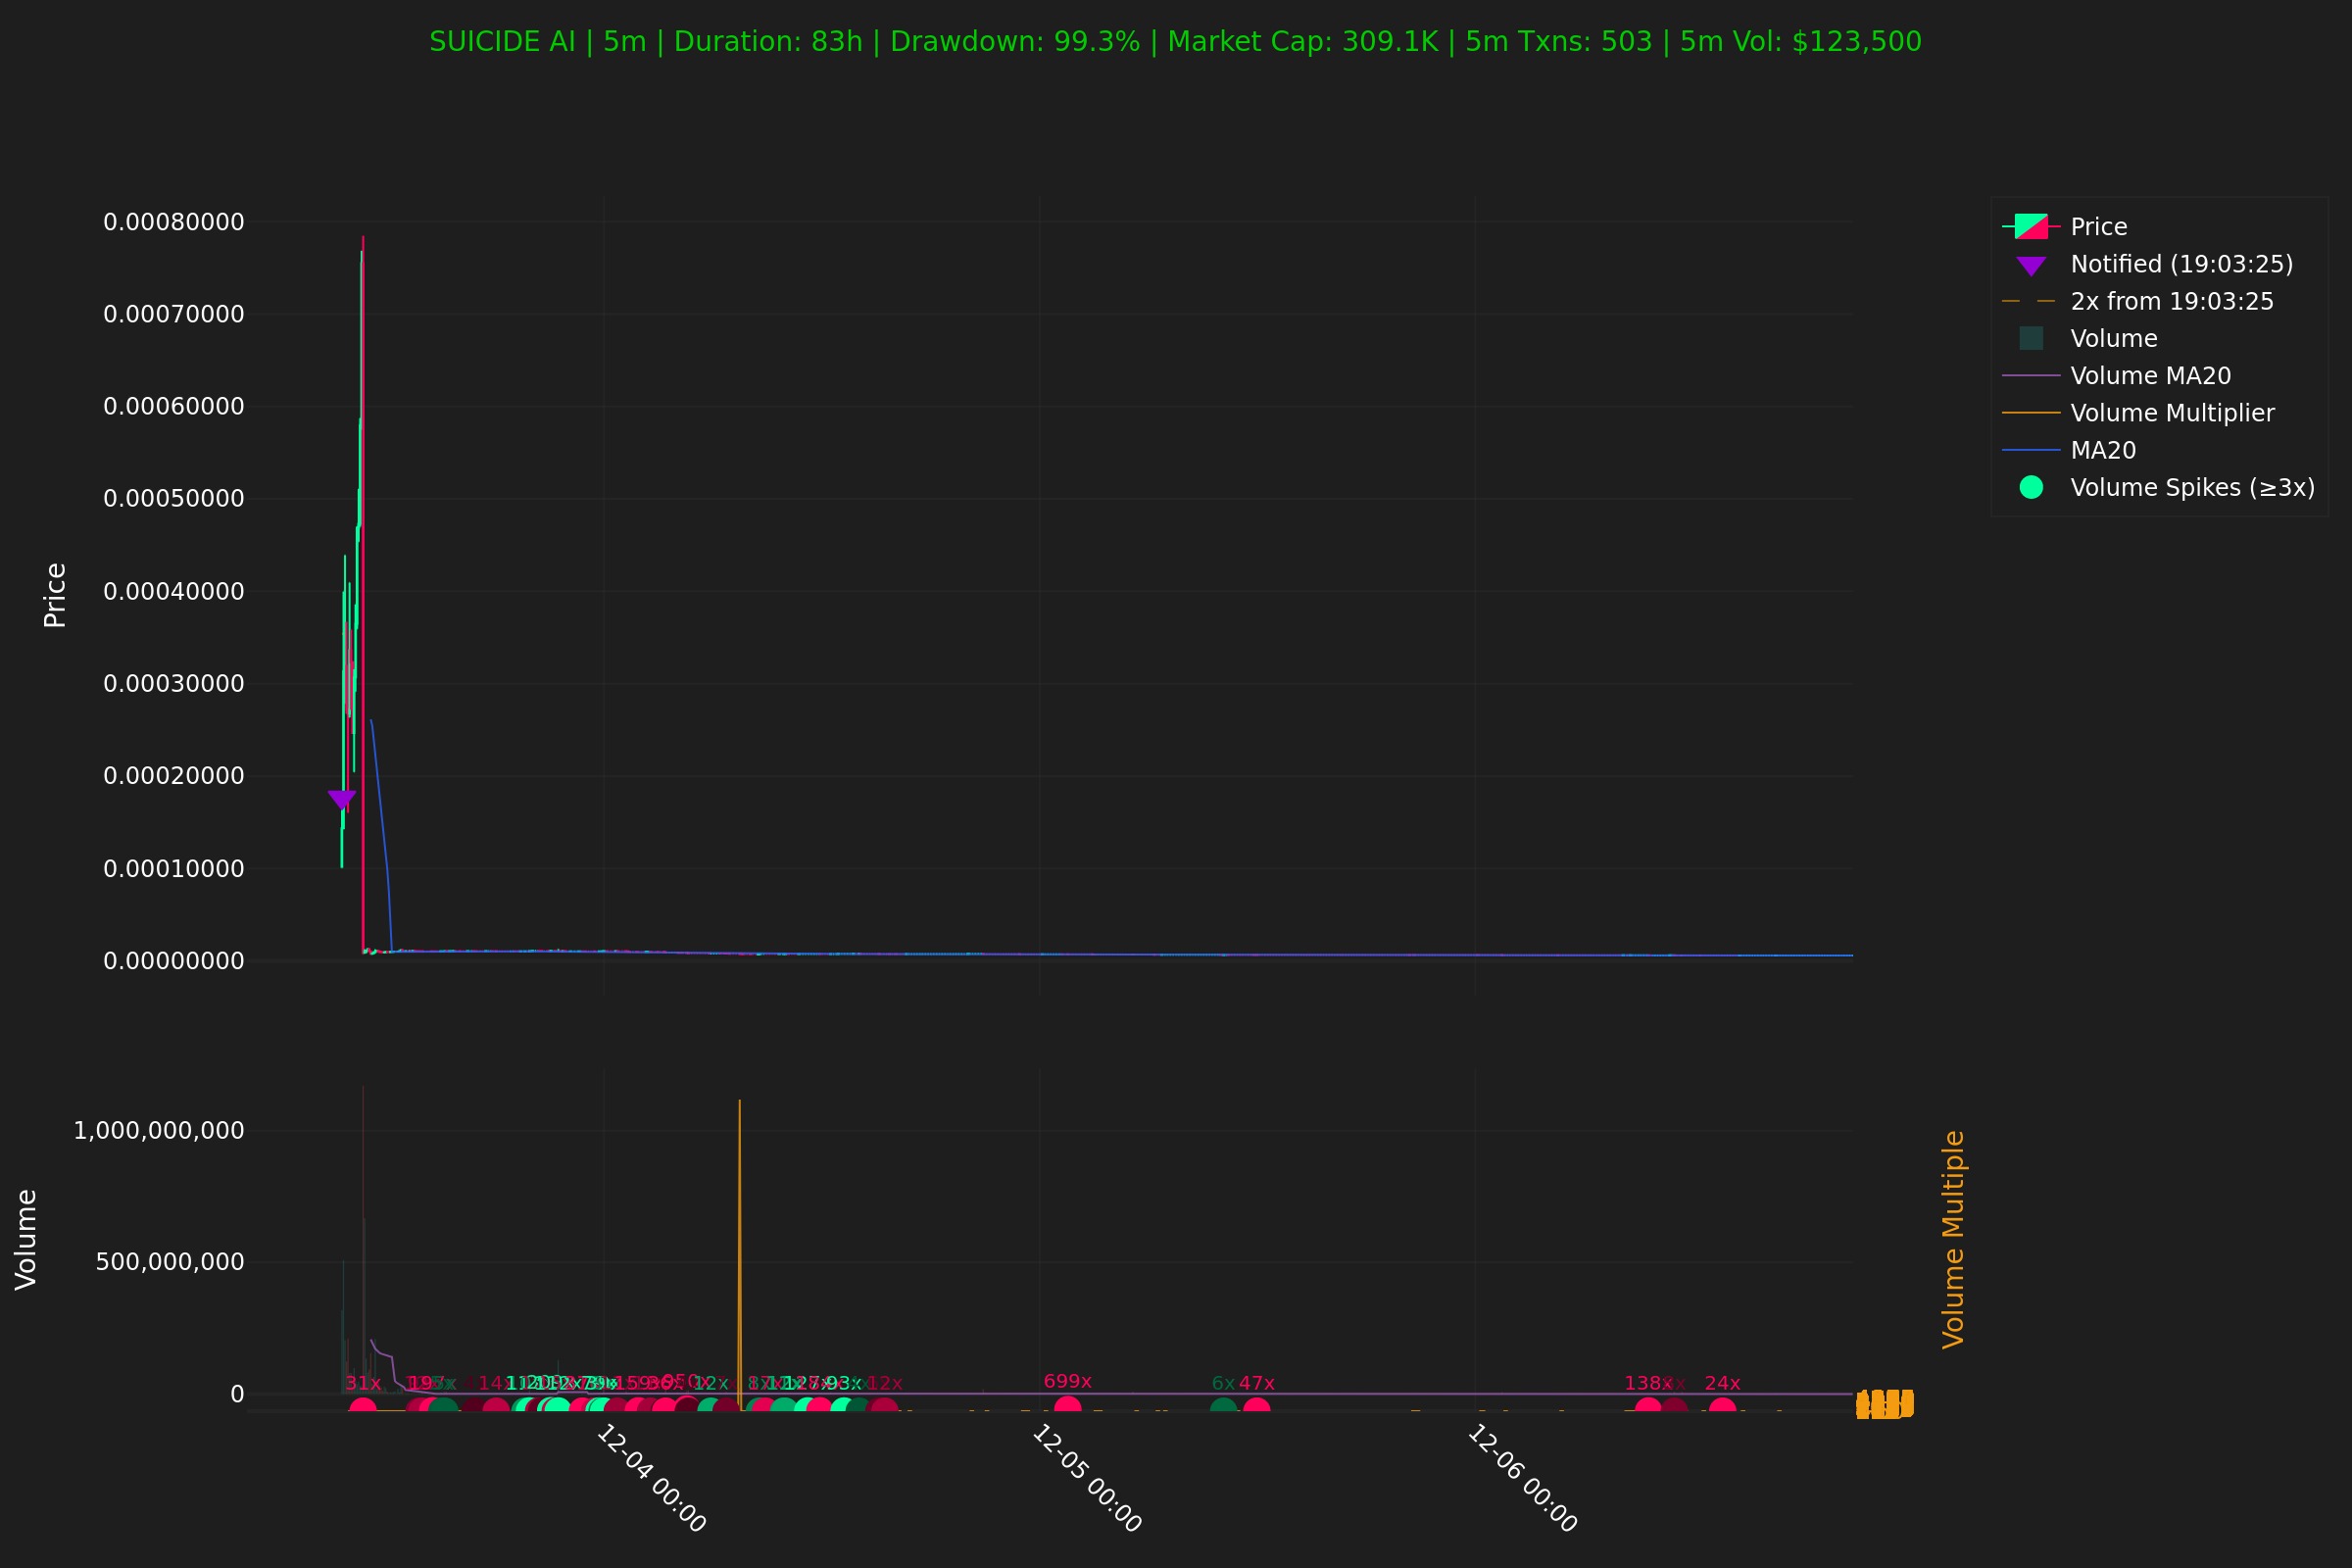 SUICIDE AI | 5m | Duration: 83h | Drawdown: 99.3% | Market Cap: 309.1K | 5m Txns: 503 | 5m Vol: $123,500
Price
Notified (19:03:25)
2x from 19:03:25
Volume
Volume MA20
Volume Multiplier
MA20
Volume Spikes (≥3x)
Price
0.00080000
0.00070000
0.00060000
0.00050000
0.00040000
0.00030000
0.00020000
0.00010000
0.00000000
Volume
1,000,000,000
500,000,000
0
Volume Multiple
31x
12x
93x
12x
699x
6x
47x
138x
24x
12-04 00:00
12-05 00:00
12-06 00:00